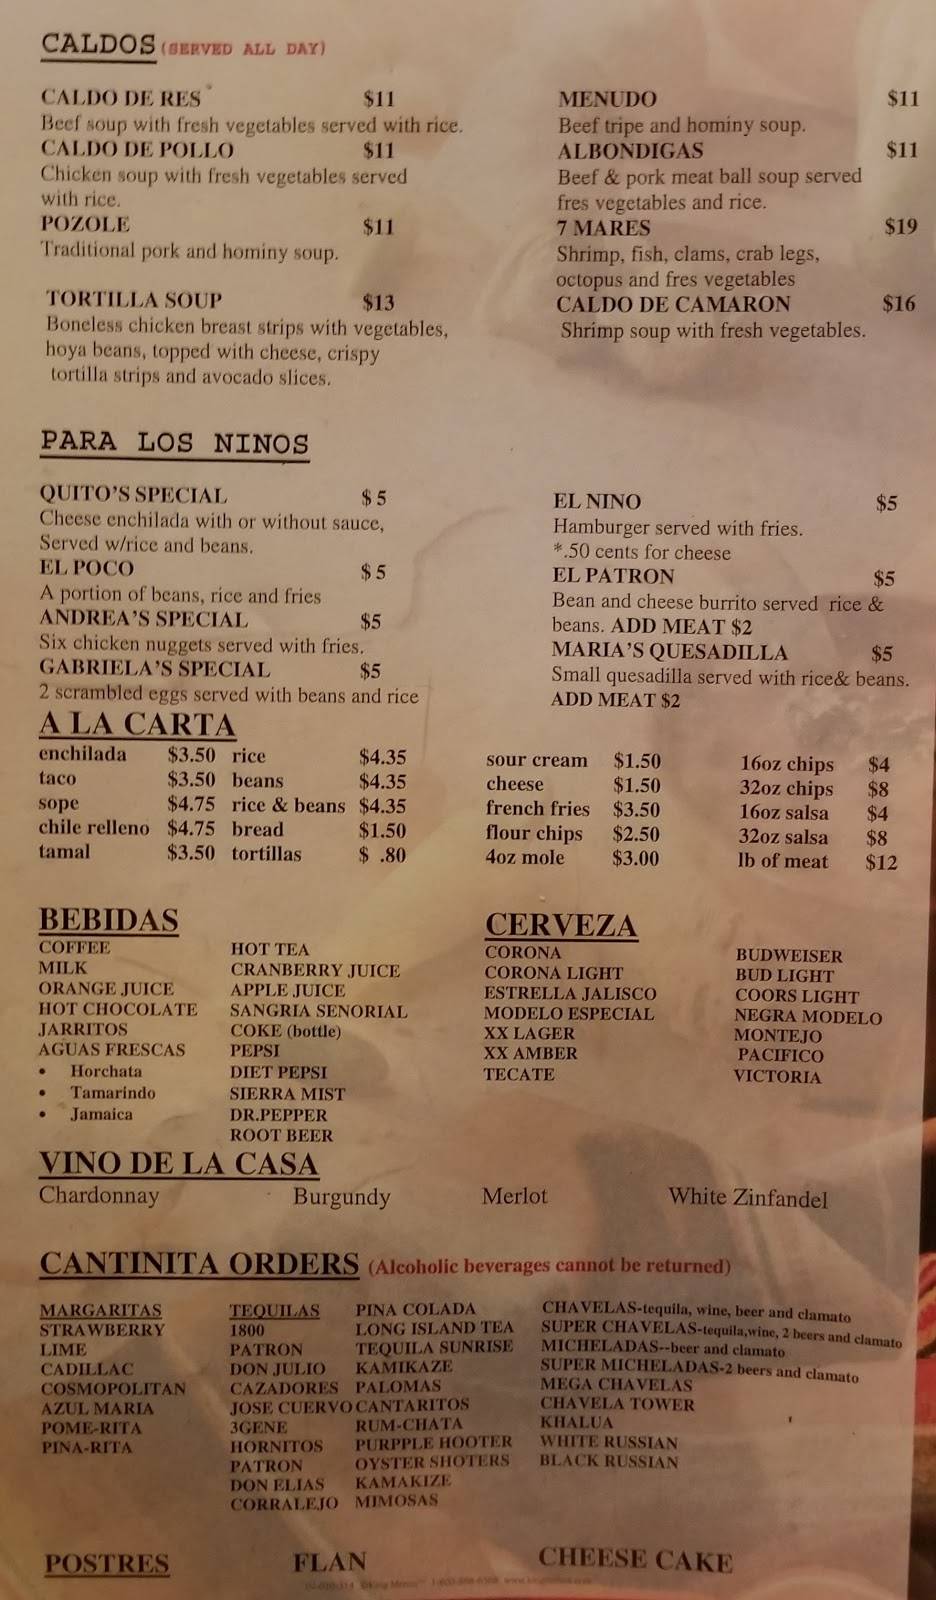 CALDOS (SERVED ALL DAY)
CALDO DE RES $11
Beef soup with fresh vegetables served with rice.
CALDO DE POLLO $11
Chicken soup with fresh vegetables served
with rice.
POZOLE $11
Traditional pork and hominy soup.
TORTILLA SOUP $13
Boneless chicken breast strips with vegetables,
hoya beans, topped with cheese, crispy
tortilla strips and avocado slices.
MENUDO $11
Beef tripe and hominy soup.
ALBONDIGAS $11
Beef & pork meat ball soup served
fres vegetables and rice.
7 MARES $19
Shrimp, fish, clams, crab legs,
octopus and fres vegetables
CALDO DE CAMARON $16
Shrimp soup with fresh vegetables.
PARA LOS NINOS
QUITO'S SPECIAL $5
Cheese enchilada with or without sauce,
Served w/rice and beans.
EL POCO $5
A portion of beans, rice and fries
ANDREA'S SPECIAL $5
Six chicken nuggets served with fries.
GABRIELA'S SPECIAL $5
2 scrambled eggs served with beans and rice
EL NINO $5
Hamburger served with fries.
*.50 cents for cheese
EL PATRON $5
Bean and cheese burrito served rice &
beans. ADD MEAT $2
MARIA'S QUESADILLA $5
Small quesadilla served with rice& beans.
ADD MEAT $2
A LA CARTA
enchilada $3.50 rice $4.35
taco $3.50 beans $4.35
sope $4.75 rice & beans $4.35
chile relleno $4.75 bread $1.50
tamal $3.50 tortillas $ .80
sour cream $1.50 16oz chips $4
cheese $1.50 32oz chips $8
french fries $3.50 16oz salsa $4
flour chips $2.50 32oz salsa $8
4oz mole $3.00 lb of meat $12
BEBIDAS
COFFEE
MILK
ORANGE JUICE
HOT CHOCOLATE
JARRITOS
AGUAS FRESCAS
• Horchata
• Tamarindo
• Jamaica
HOT TEA
CRANBERRY JUICE
APPLE JUICE
SANGRIA SENORIAL
COKE (bottle)
PEPSI
DIET PEPSI
SIERRA MIST
DR.PEPPER
ROOT BEER
CERVEZA
CORONA
CORONA LIGHT
ESTRELLA JALISCO
MODELO ESPECIAL
XX LAGER
XX AMBER
TECATE
BUDWEISER
BUD LIGHT
COORS LIGHT
NEGRA MODELO
MONTEJO
PACIFICO
VICTORIA
VINO DE LA CASA
Chardonnay Burgundy Merlot White Zinfandel
CANTINITA ORDERS (Alcoholic beverages cannot be returned)
MARGARITAS
STRAWBERRY
LIME
CADILLAC
COSMOPOLITAN
AZUL MARIA
POME-RITA
PINA-RITA
TEQUILAS
1800
PATRON
DON JULIO
CAZADORES
JOSE CUERVO
3GENE
HORNITOS
PATRON
DON ELIAS
CORRALEJO
PINA COLADA
LONG ISLAND TEA
TEQUILA SUNRISE
KAMIKAZE
PALOMAS
CANTARITOS
RUM-CHATA
PURPPLE HOOTER
OYSTER SHOTERS
KAMAKIZE
MIMOSAS
CHAVELAS-tequila, wine, beer and clamato
SUPER CHAVELAS-tequila,wine, 2 beers and clamato
MICHELADAS--beer and clamato
SUPER MICHELADAS-2 beers and clamato
MEGA CHAVELAS
CHAVELA TOWER
KHALUA
WHITE RUSSIAN
BLACK RUSSIAN
POSTRES FLAN CHEESE CAKE